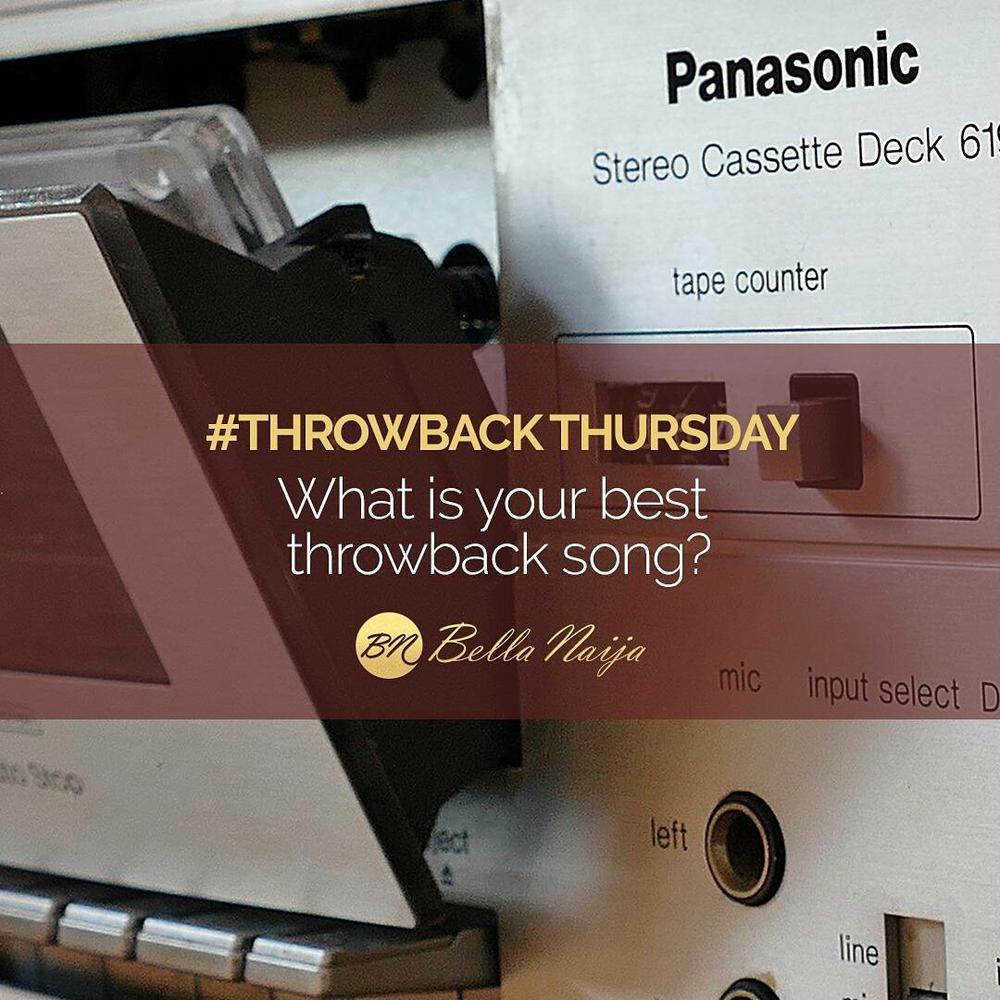 Panasonic
Stereo Cassette Deck
tape counter
#THROWBACK THURSDAY
What is your best
throwback song?
BN Bella Naija
mic input select
Stop
left
line